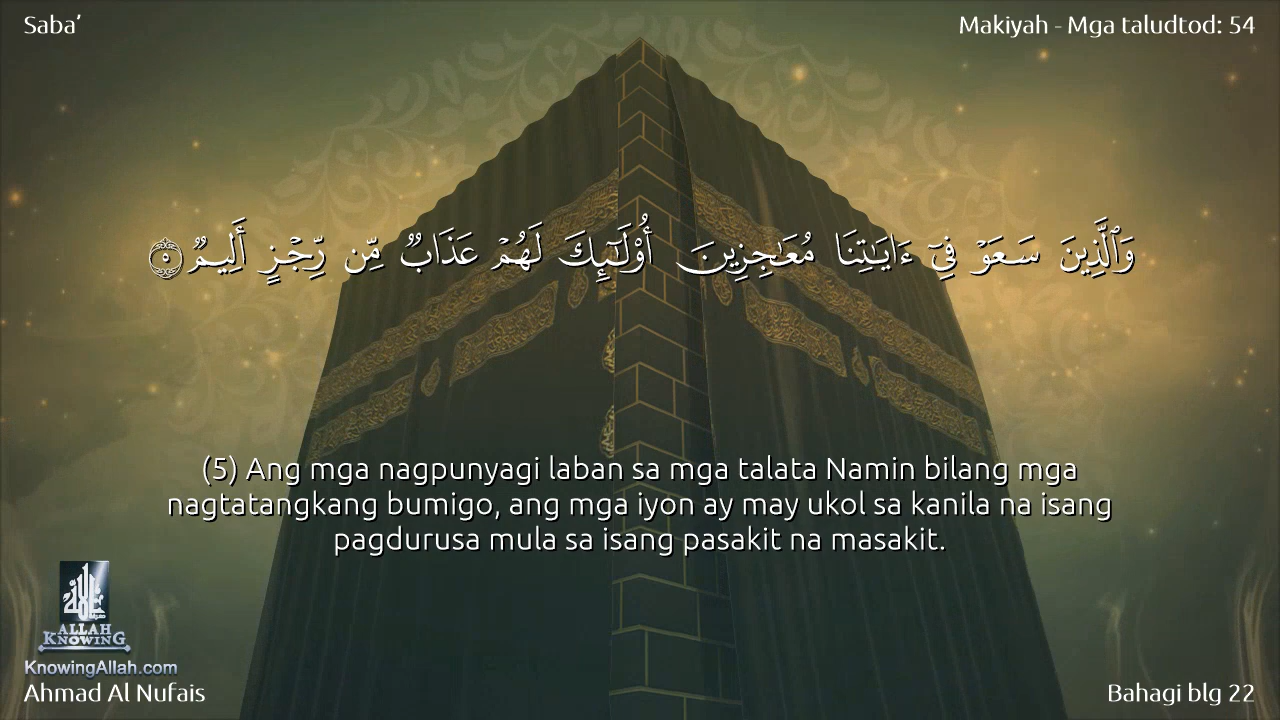 Saba’
Makiyah - Mga taludtod: 54
وَٱلَّذِينَ سَعَوْ فِىٓ ءَايَـٰتِنَا مُعَـٰجِزِينَ أُو۟لَـٰٓئِكَ لَهُمْ عَذَابٌ مِّن رِّجْزٍ أَلِيمٌ ۝٥
(5) Ang mga nagpunyagi laban sa mga talata Namin bilang mga
nagtatangkang bumigo, ang mga iyon ay may ukol sa kanila na isang
pagdurusa mula sa isang pasakit na masakit.
ALLAH
KNOWING
KnowingAllah.com
Ahmad Al Nufais
Bahagi blg 22